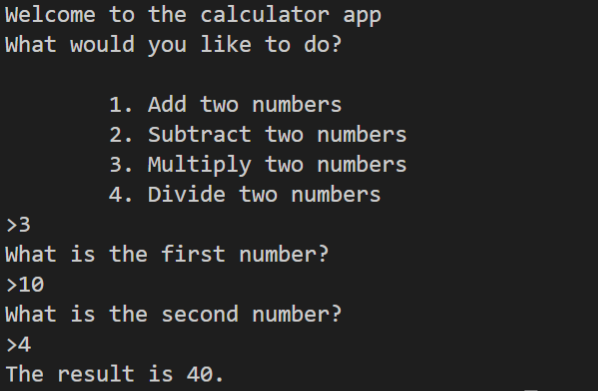 Welcome to the calculator app
What would you like to do?
1. Add two numbers
2. Subtract two numbers
3. Multiply two numbers
4. Divide two numbers
>3
What is the first number?
>10
What is the second number?
>4
The result is 40.